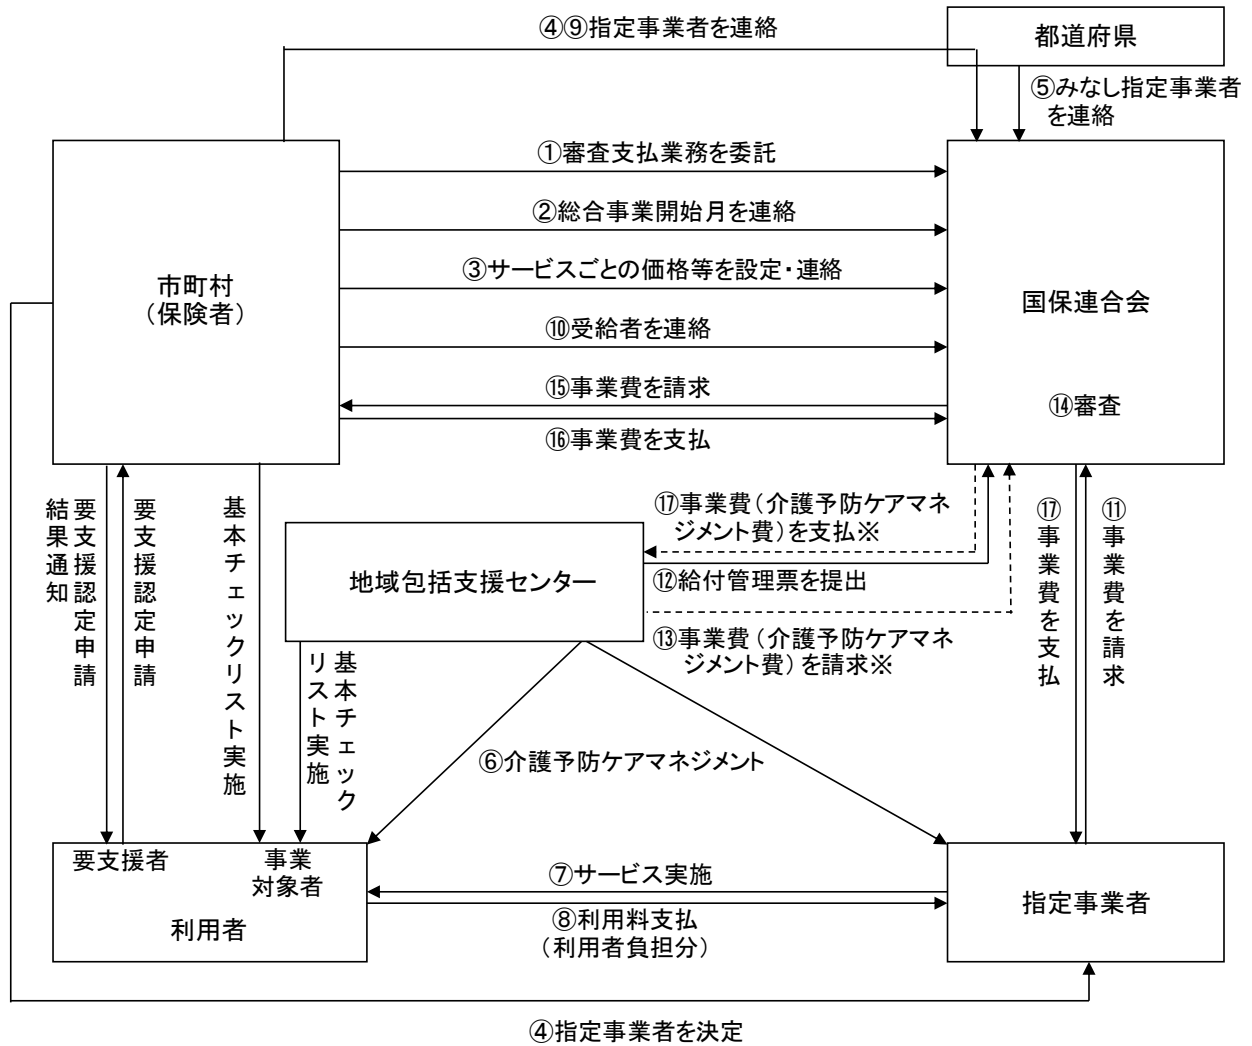 ④⑨指定事業者を連絡
都道府県
⑤みなし指定事業者
を連絡
①審査支払業務を委託
②総合事業開始月を連絡
③サービスごとの価格等を設定・連絡
市町村
（保険者）
国保連合会
⑩受給者を連絡
⑮事業費を請求
⑭審査
⑯事業費を支払
要支援認定申請
結果通知
要支援認定申請
基本チェックリスト実施
⑰事業費（介護予防ケアマネ
ジメント費）を支払※
地域包括支援センター
⑫給付管理票を提出
⑬事業費（介護予防ケアマネ
ジメント費）を請求※
⑰事業費を支払
⑪事業費を請求
基本チェック
リスト実施
⑥介護予防ケアマネジメント
要支援者
事業
対象者
利用者
⑦サービス実施
⑧利用料支払
（利用者負担分）
指定事業者
④指定事業者を決定